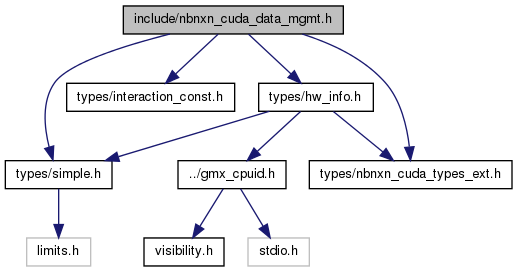 include/nbnxn_cuda_data_mgmt.h
types/interaction_const.h
types/hw_info.h
types/simple.h
../gmx_cpuid.h
types/nbnxn_cuda_types_ext.h
limits.h
visibility.h
stdio.h